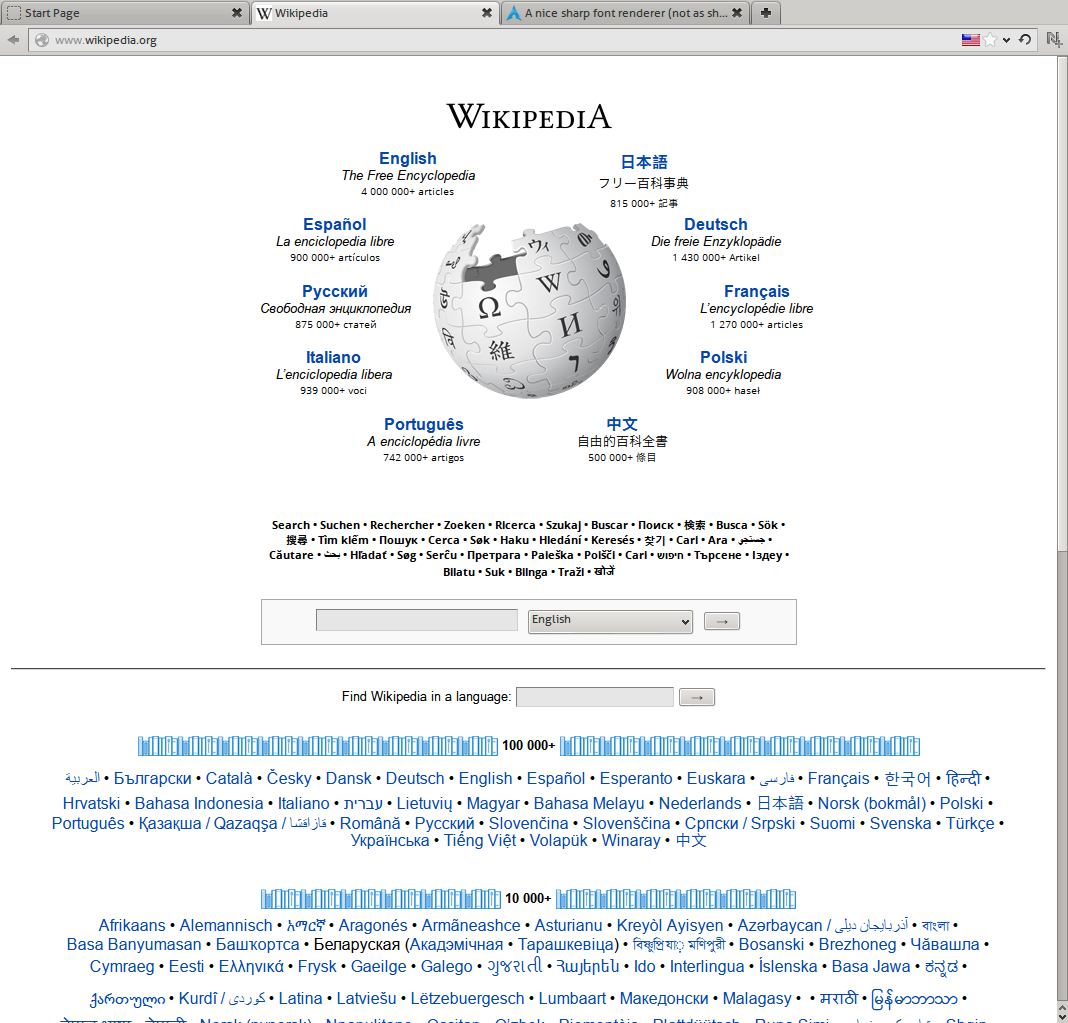 Start Page
Wikipedia
A nice sharp font renderer (not as sh...
www.wikipedia.org
WIKIPEDIA
English
The Free Encyclopedia
4 000 000+ articles
日本語
フリー百科事典
815 000+ 記事
Español
La enciclopedia libre
900 000+ artículos
Deutsch
Die freie Enzyklopädie
1 430 000+ Artikel
Русский
Свободная энциклопедия
875 000+ статей
Français
L’encyclopédie libre
1 270 000+ articles
Italiano
L’enciclopedia libera
939 000+ voci
Polski
Wolna encyklopedia
908 000+ haseł
Português
A enciclopédia livre
742 000+ artigos
中文
自由的百科全書
500 000+ 條目
Ω W И 維 ウィ 7
Search • Suchen • Rechercher • Zoeken • Ricerca • Szukaj • Buscar • Поиск • 検索 • Busca • Sök •
搜尋 • Tìm kiếm • Пошук • Cerca • Søk • Haku • Hledání • Keresés • 찾기 • Cari • Ara • جستجو •
Căutare • بحث • Hľadať • Søg • Serĉu • Претрага • Paieška • Poišči • Cari • חיפוש • Търсене • Іздеу •
Bilatu • Suk • Bilnga • Traži • खोजें
English
→
Find Wikipedia in a language:
→
100 000+
العربية • Български • Català • Česky • Dansk • Deutsch • English • Español • Esperanto • Euskara • فارسی • Français • 한국어 • हिन्दी •
Hrvatski • Bahasa Indonesia • Italiano • עברית • Lietuvių • Magyar • Bahasa Melayu • Nederlands • 日本語 • Norsk (bokmål) • Polski •
Português • Қазақша / Qazaqşa / قازاقشا • Română • Русский • Slovenčina • Slovenščina • Српски / Srpski • Suomi • Svenska • Türkçe •
Українська • Tiếng Việt • Volapük • Winaray • 中文
10 000+
Afrikaans • Alemannisch • አማርኛ • Aragonés • Armãneashce • Asturianu • Kreyòl Ayisyen • Azərbaycan / آذربايجان ديلی • বাংলা •
Basa Banyumasan • Башҡортса • Беларуская (Акадэмічная • Тарашкевіца) • বিষ্ণুপ্রিযা় মণিপুরী • Bosanski • Brezhoneg • Чӑвашла •
Cymraeg • Eesti • Ελληνικά • Frysk • Gaeilge • Galego • ગુજરાતી • Հայերեն • Ido • Interlingua • Íslenska • Basa Jawa • ಕನ್ನಡ •
ქართული • Kurdî / كوردی • Latina • Latviešu • Lëtzebuergesch • Lumbaart • Македонски • Malagasy • • मराठी • မြန်မာဘာသာ •